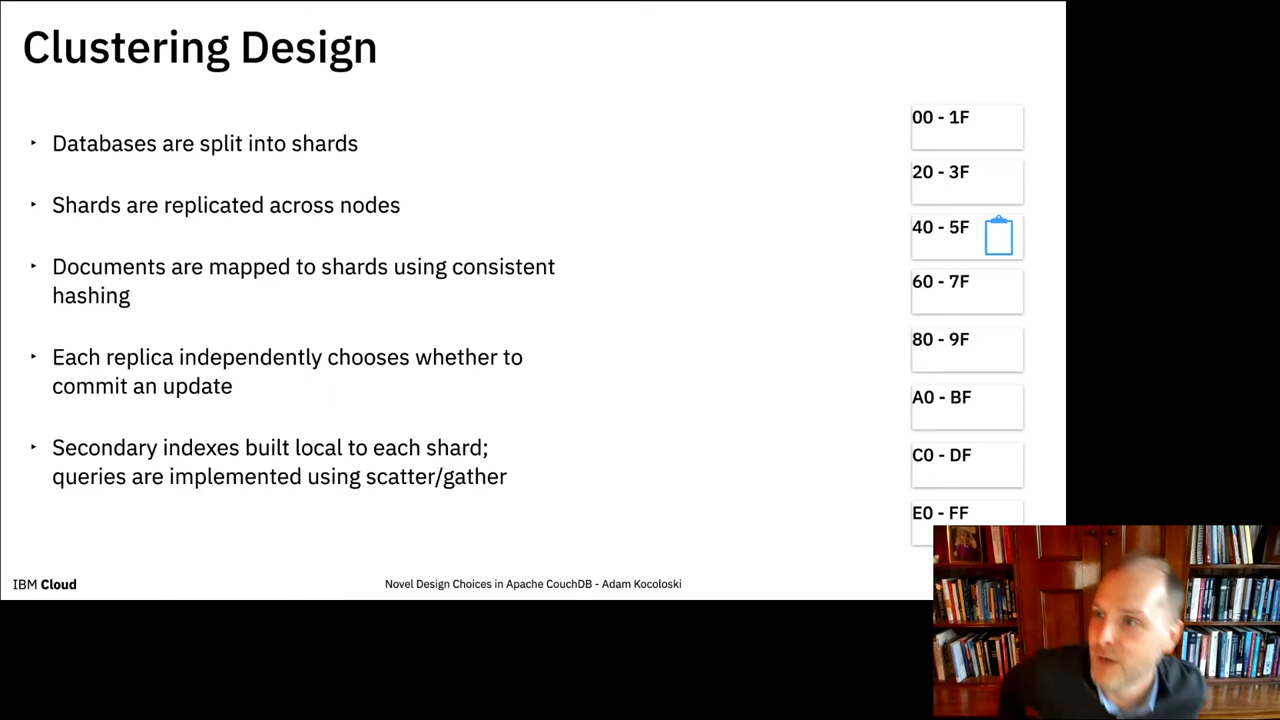 Clustering Design
‣ Databases are split into shards
‣ Shards are replicated across nodes
‣ Documents are mapped to shards using consistent
hashing
‣ Each replica independently chooses whether to
commit an update
‣ Secondary indexes built local to each shard;
queries are implemented using scatter/gather
00 - 1F
20 - 3F
40 - 5F
60 - 7F
80 - 9F
A0 - BF
C0 - DF
E0 - FF
IBM Cloud
Novel Design Choices in Apache CouchDB - Adam Kocoloski